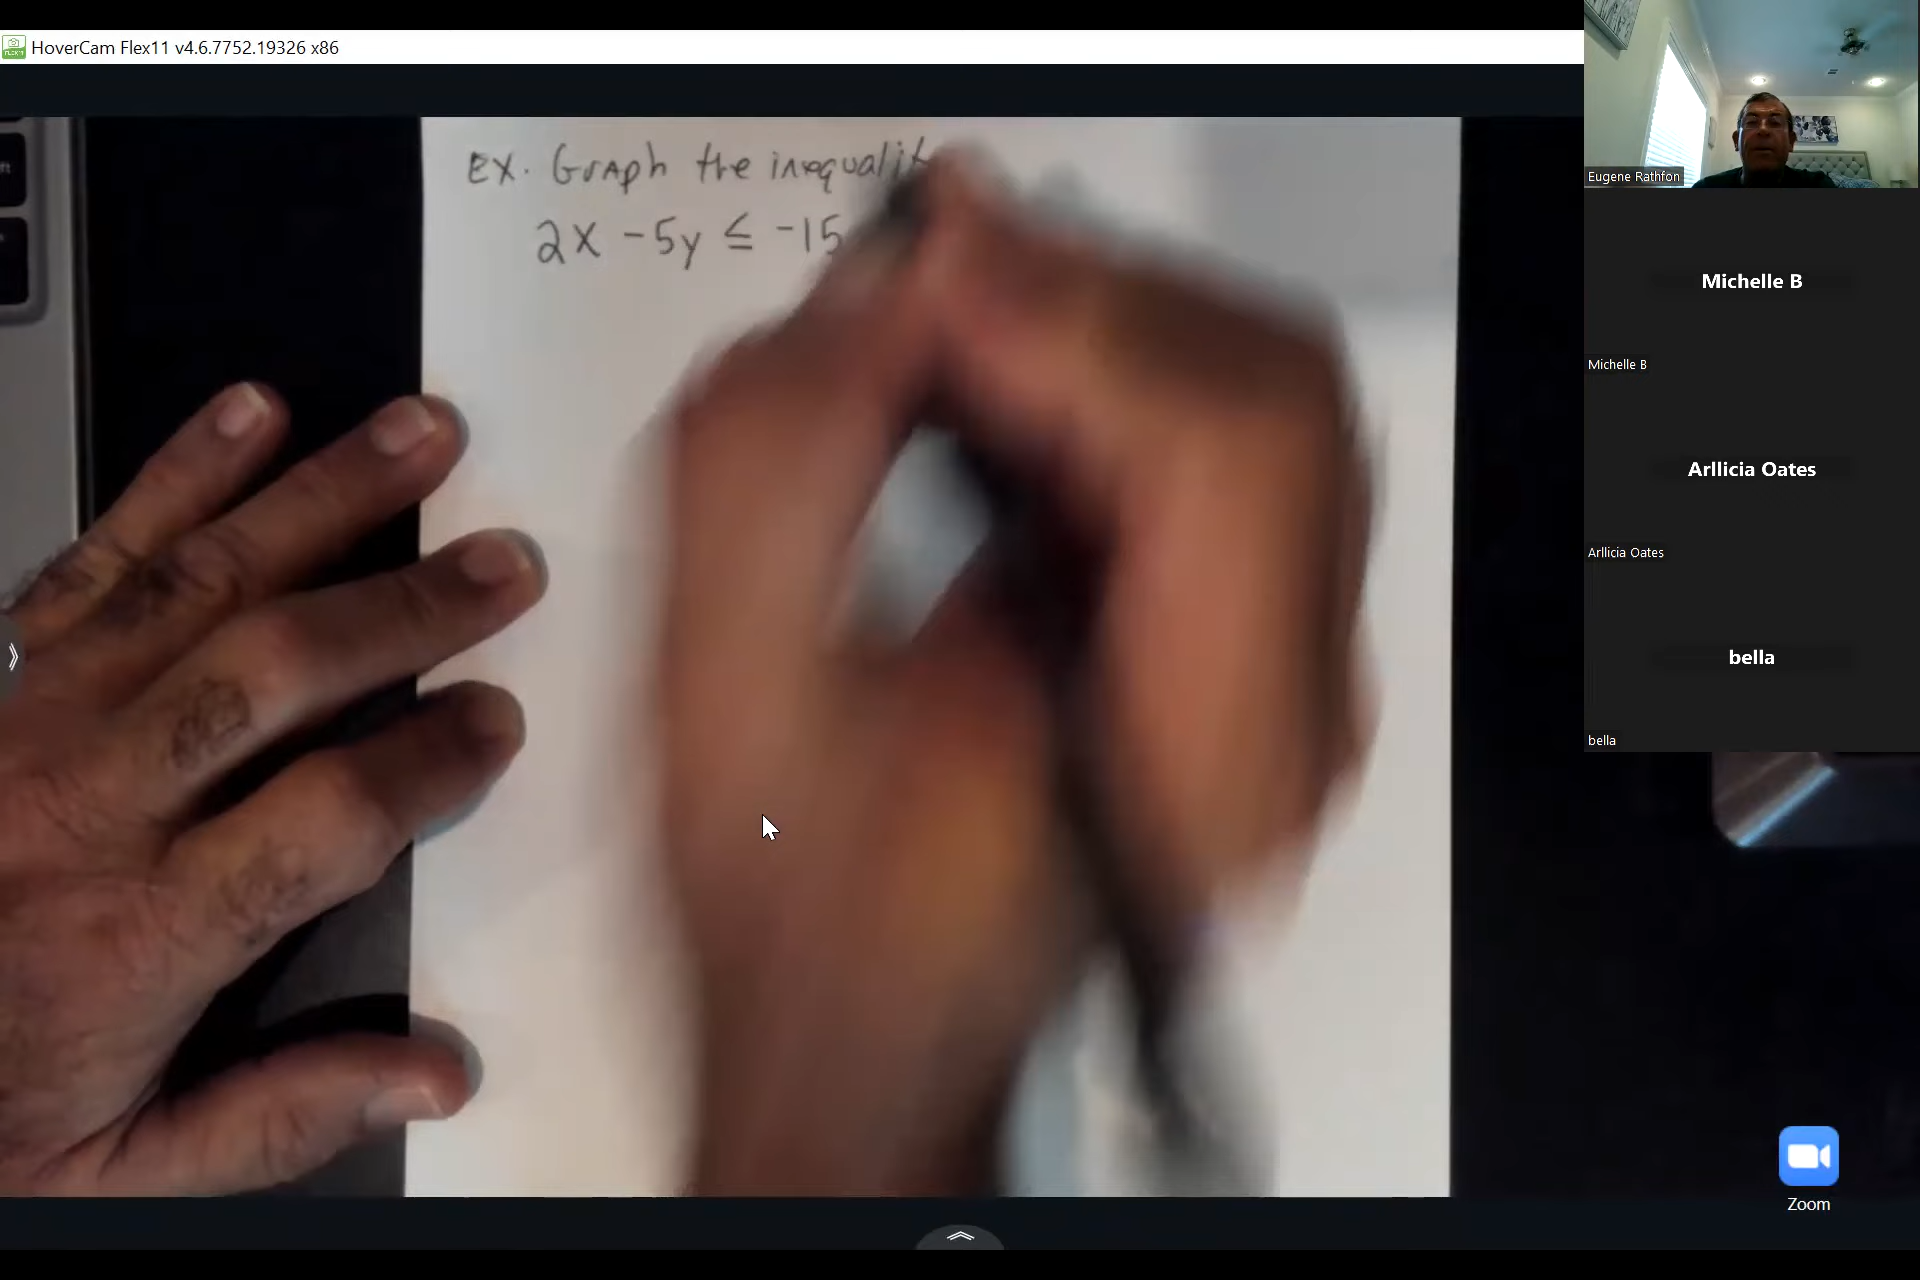 HoverCam Flex11 v4.6.7752.19326 x86
Ex. Graph the inequalit
2x - 5y ≤ -15
Eugene Rathfon
Michelle B
Michelle B
Arllicia Oates
Arllicia Oates
bella
bella
Zoom